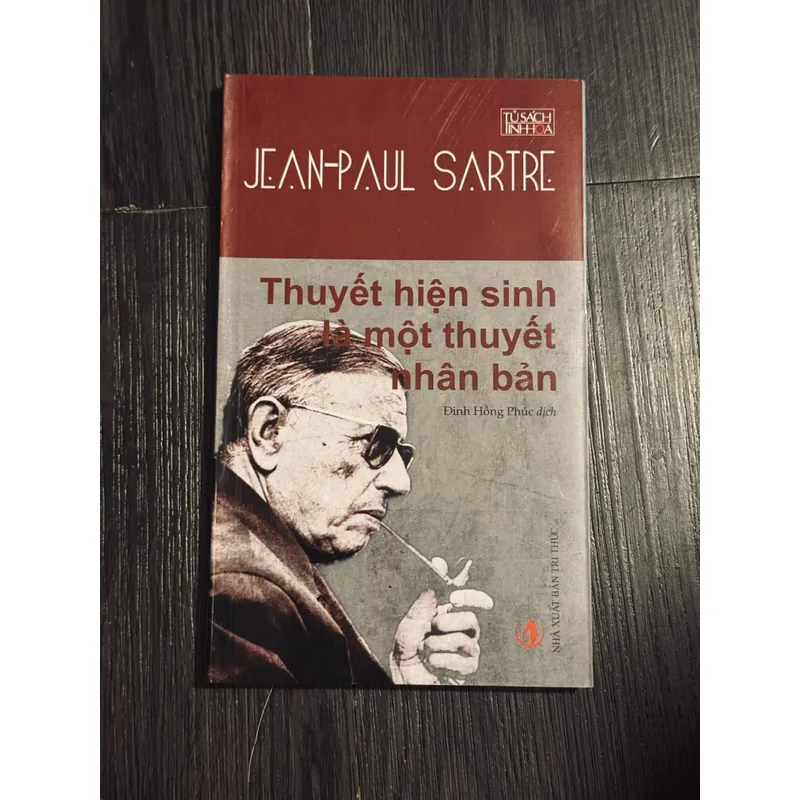 TỦ SÁCH
TINH HOA
JEAN-PAUL SARTRE
Thuyết hiện sinh
là một thuyết
nhân bản
Đinh Hồng Phúc dịch
NHÀ XUẤT BẢN TRI THỨC